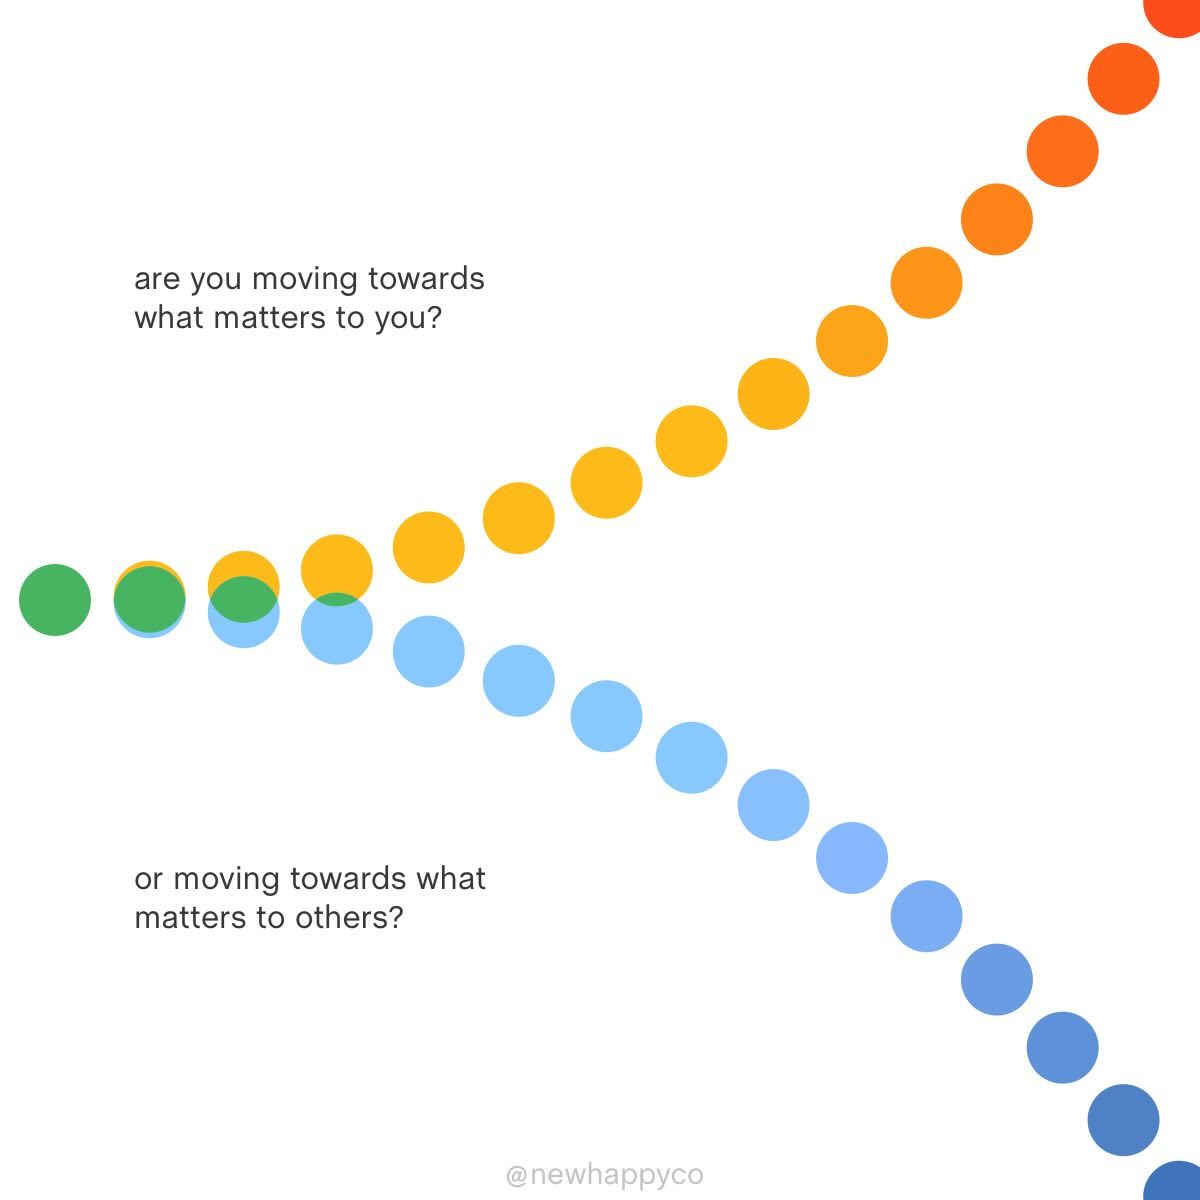 are you moving towards
what matters to you?
or moving towards what
matters to others?
@newhappyco